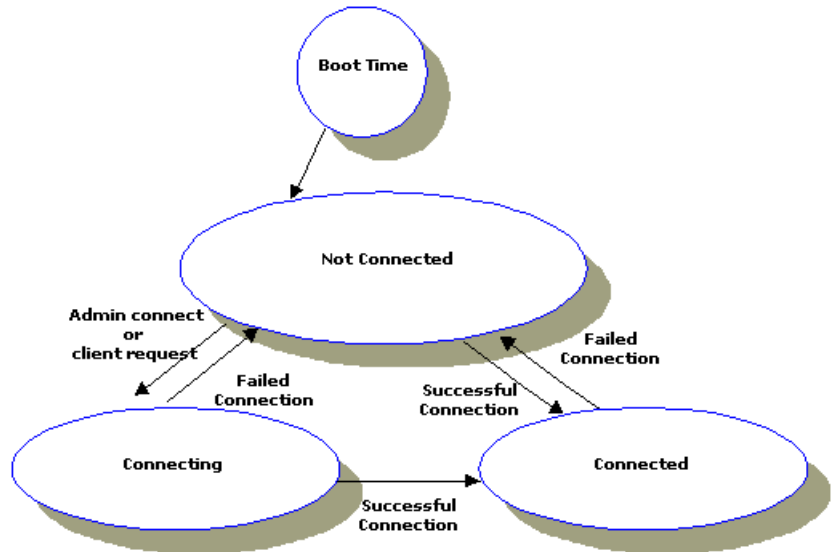 Boot Time
Not Connected
Admin connect
or
client request
Failed
Connection
Successful
Connection
Failed
Connection
Connecting
Successful
Connection
Connected